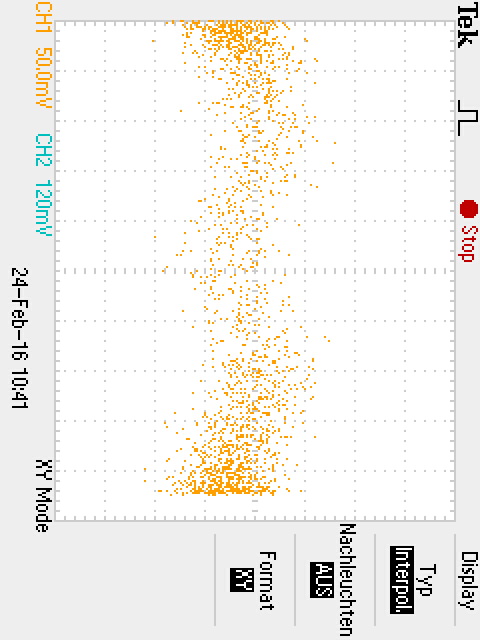 Tek
Stop
Display
Typ
Interpol.
Nachleuchten
AUS
Format
XY
CH1 50.0mV CH2 120mV XY Mode
24-Feb-16 10:41